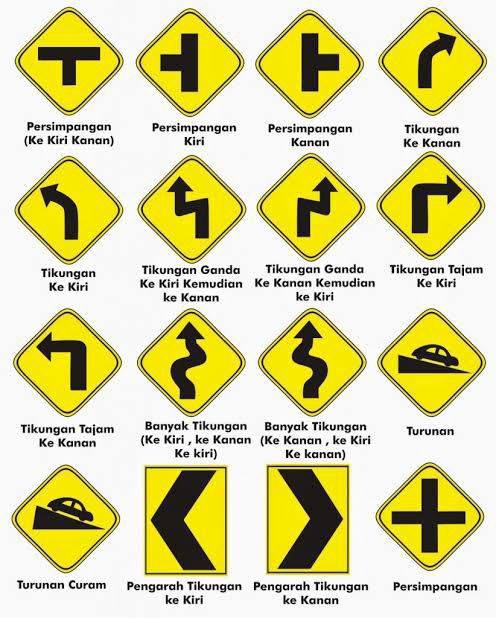 Persimpangan
(Ke Kiri Kanan)
Persimpangan
Kiri
Persimpangan
Kanan
Tikungan
Ke Kanan
Tikungan
Ke Kiri
Tikungan Ganda
Ke Kiri Kemudian
ke Kanan
Tikungan Ganda
Ke Kanan Kemudian
ke Kiri
Tikungan Tajam
Ke Kiri
Tikungan Tajam
Ke Kanan
Banyak Tikungan
(Ke Kiri , ke Kanan
Ke kiri)
Banyak Tikungan
(Ke Kanan , ke Kiri
Ke kanan)
Turunan
Turunan Curam
Pengarah Tikungan
ke Kiri
Pengarah Tikungan
ke Kanan
Persimpangan